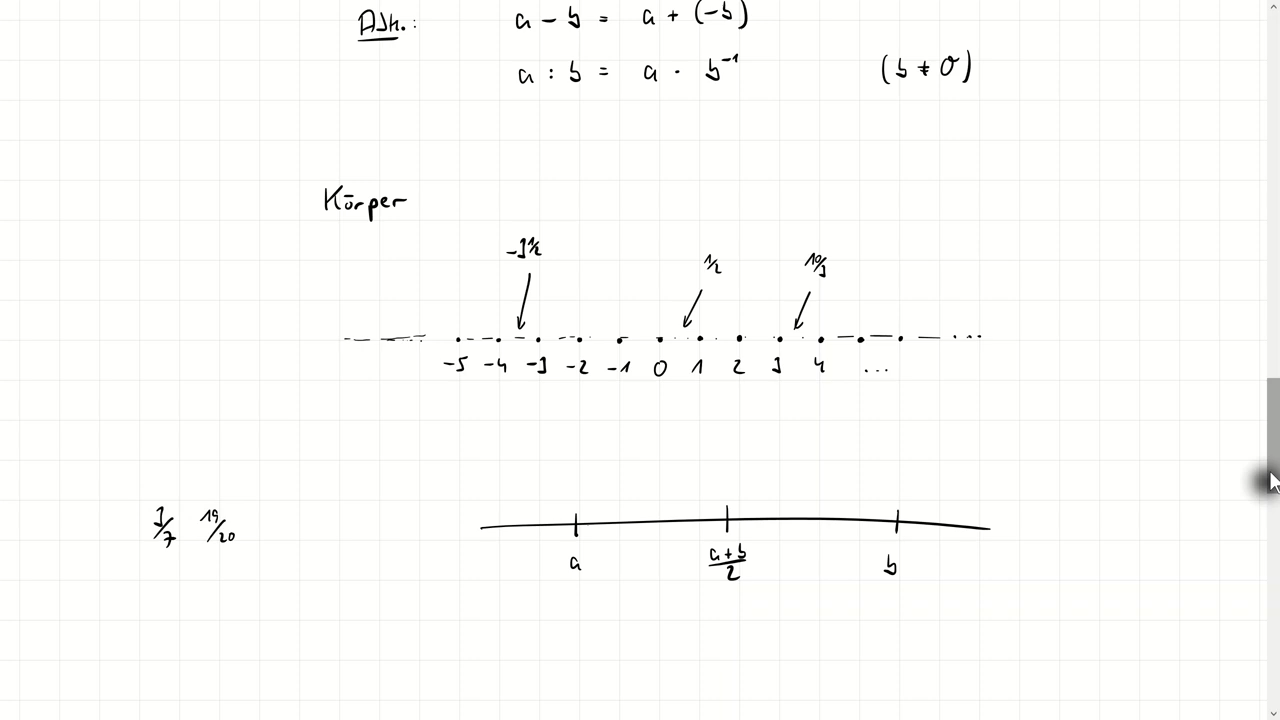 Abk.: a - b = a + (-b)
a : b = a · b⁻¹ (b ≠ 0)
Körper
-3½ 1/2 10/3
-5 -4 -3 -2 -1 0 1 2 3 4 ...
3/7 19/20
a (a+b)/2 b